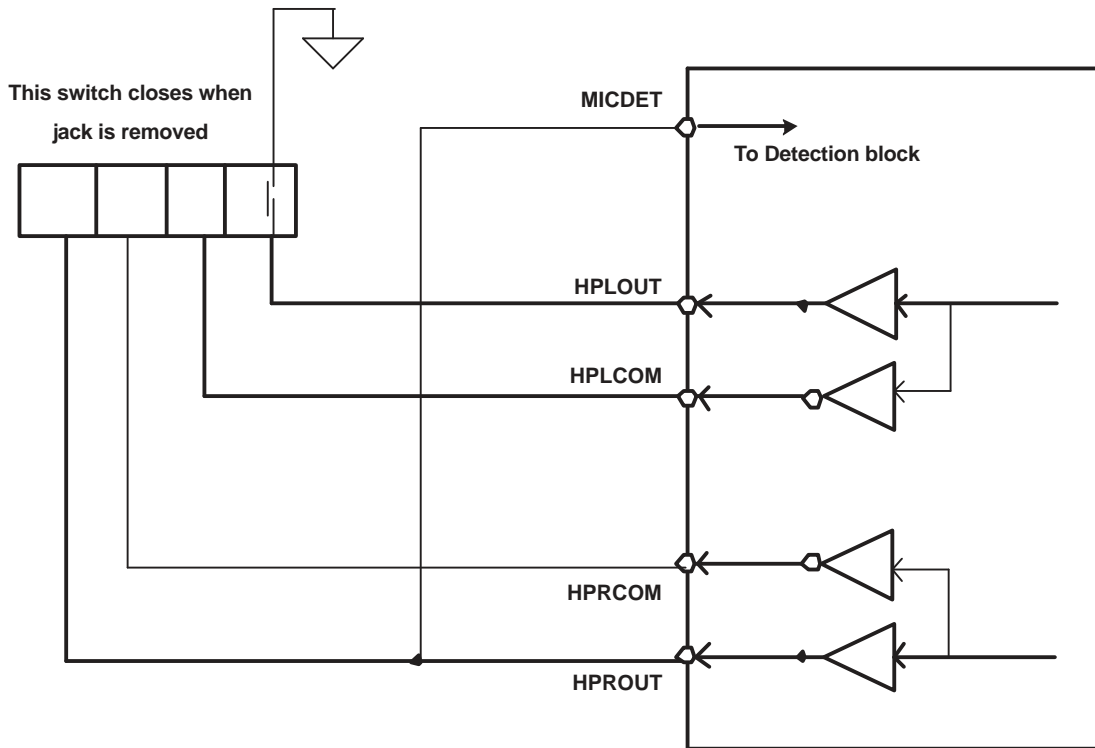 This switch closes when
jack is removed
MICDET
To Detection block
HPLOUT
HPLCOM
HPRCOM
HPROUT